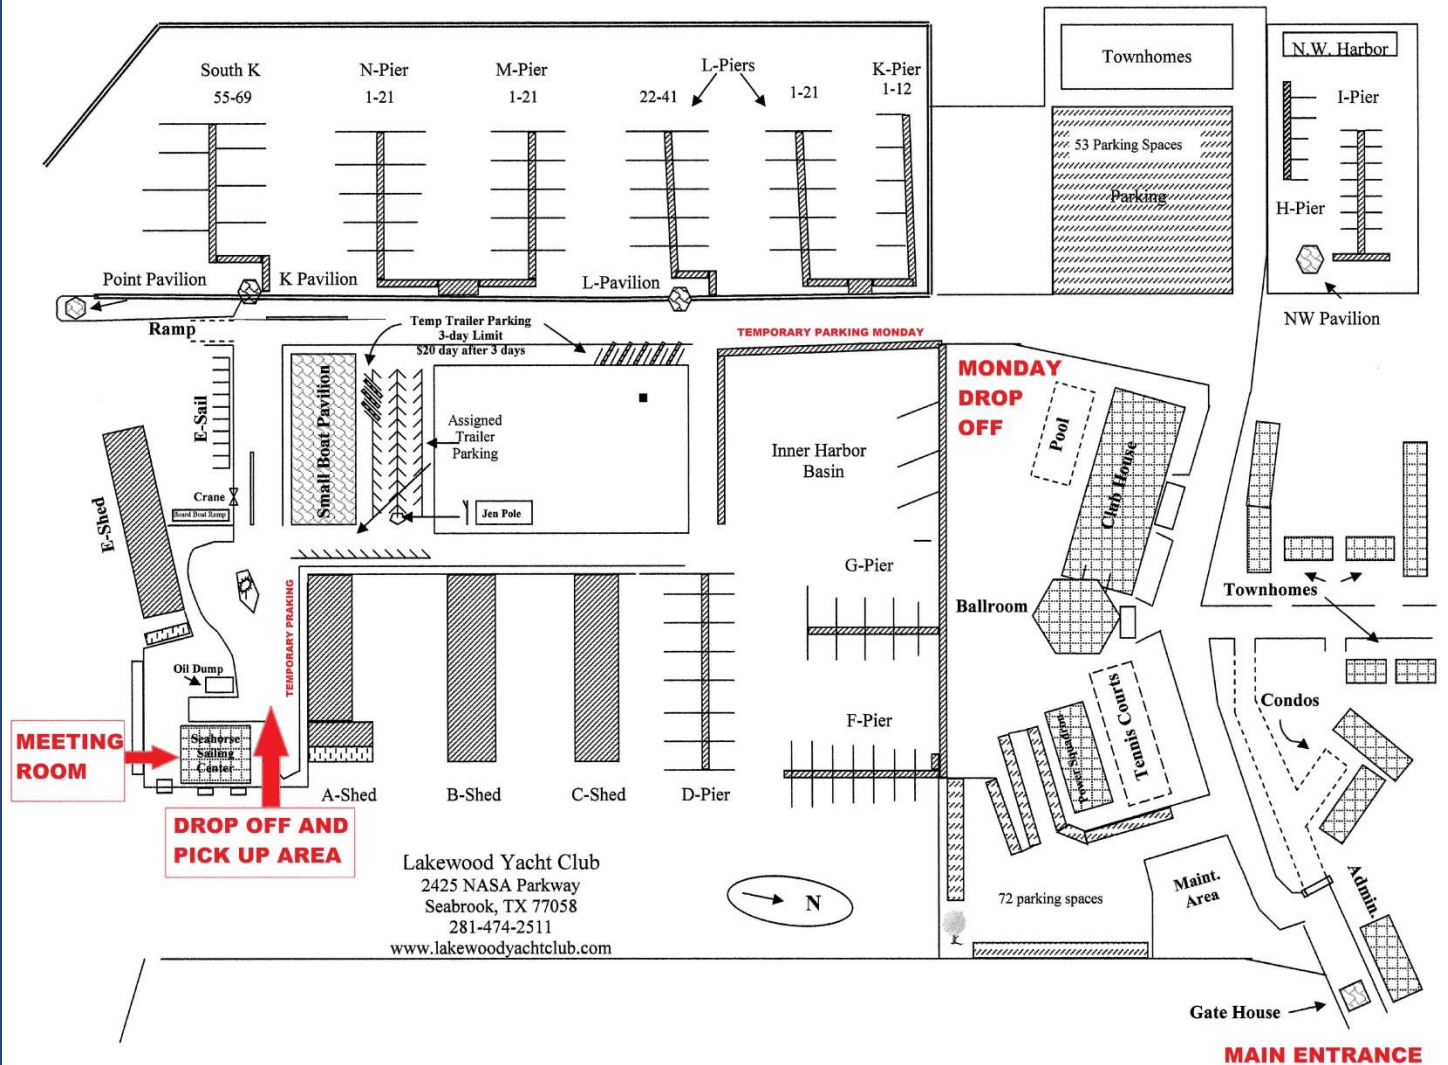 South K
55-69
N-Pier
1-21
M-Pier
1-21
L-Piers
22-41
1-21
K-Pier
1-12
Townhomes
N.W. Harbor
I-Pier
53 Parking Spaces
Parking
H-Pier
NW Pavilion
Point Pavilion
K Pavilion
L-Pavilion
Ramp
Temp Trailer Parking
3-day Limit
$20 day after 3 days
TEMPORARY PARKING MONDAY
MONDAY
DROP
OFF
E-Sail
Small Boat Pavilion
Assigned
Trailer
Parking
Inner Harbor
Basin
Pool
Club House
Crane
Board Boat Ramp
Jen Pole
E-Shed
G-Pier
Ballroom
Townhomes
TEMPORARY PRAKING
Oil Dump
F-Pier
Tennis Courts
Power Squadron
Condos
MEETING
ROOM
Seahorse
Sailing
Center
A-Shed
B-Shed
C-Shed
D-Pier
DROP OFF AND
PICK UP AREA
Lakewood Yacht Club
2425 NASA Parkway
Seabrook, TX 77058
281-474-2511
www.lakewoodyachtclub.com
N
72 parking spaces
Maint.
Area
Admin.
Gate House
MAIN ENTRANCE